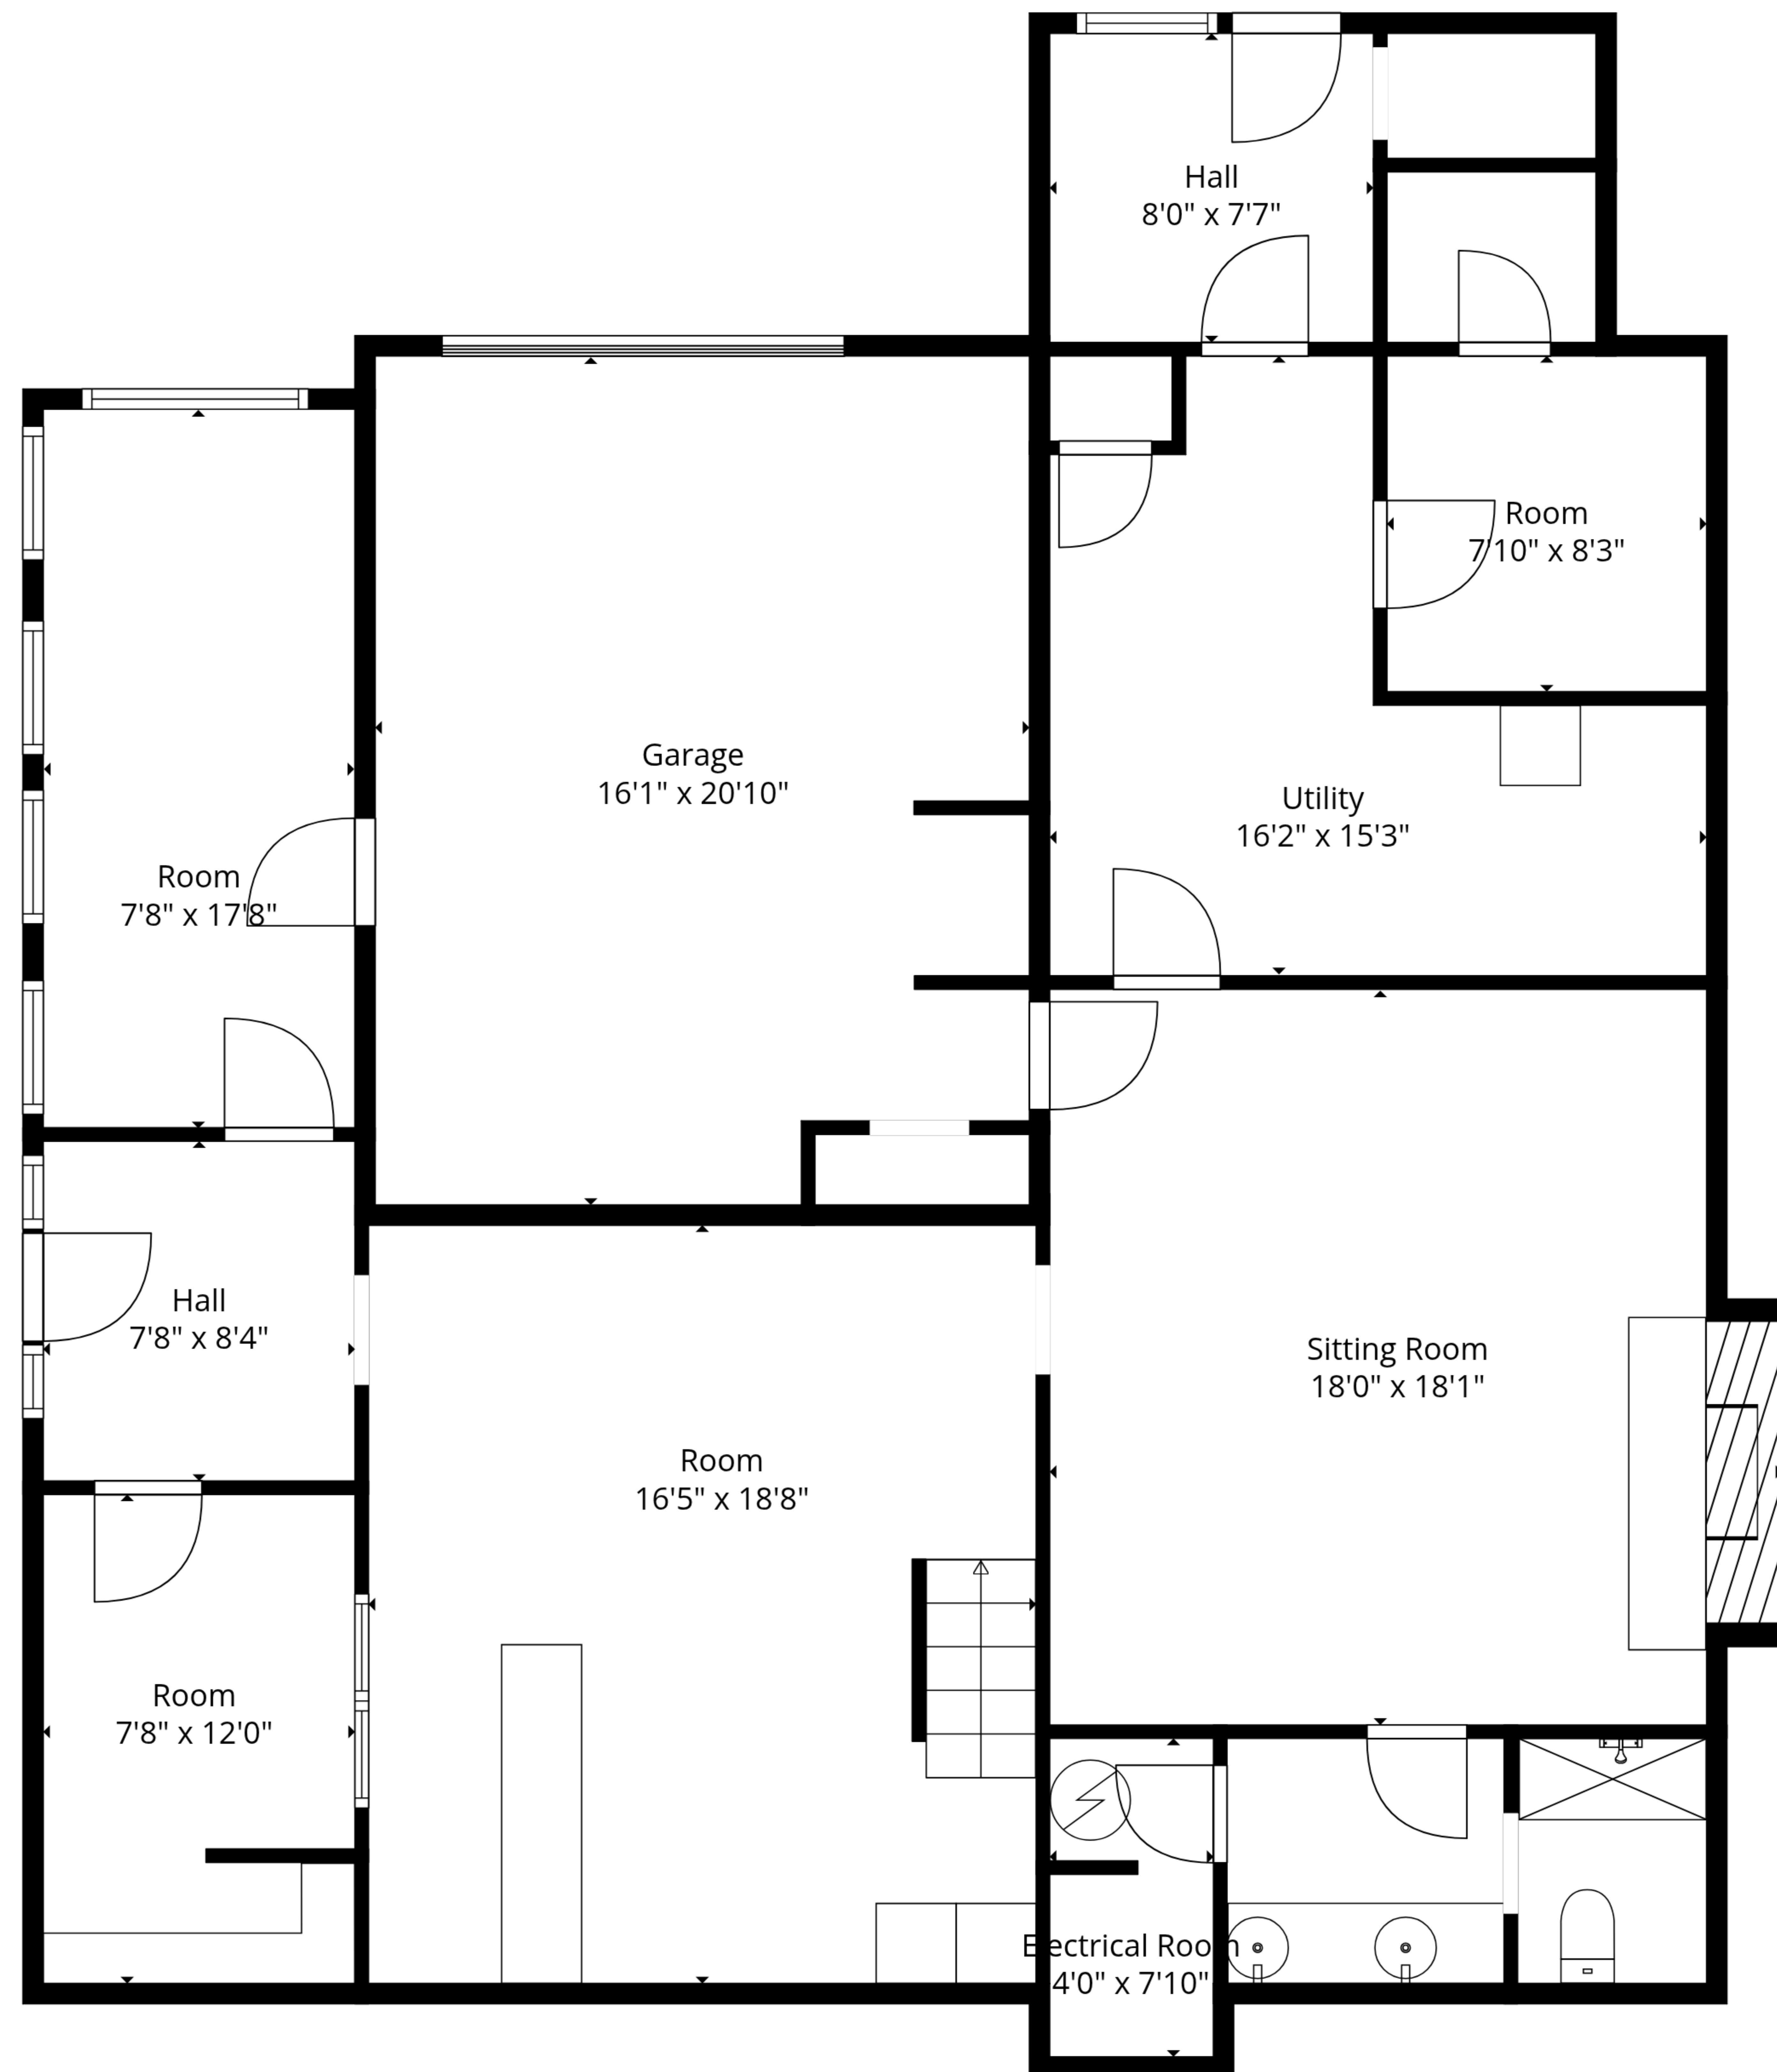 Hall
8'0" x 7'7"
Room
7'10" x 8'3"
Garage
16'1" x 20'10"
Utility
16'2" x 15'3"
Room
7'8" x 17'8"
Hall
7'8" x 8'4"
Sitting Room
18'0" x 18'1"
Room
16'5" x 18'8"
Room
7'8" x 12'0"
Electrical Room
4'0" x 7'10"